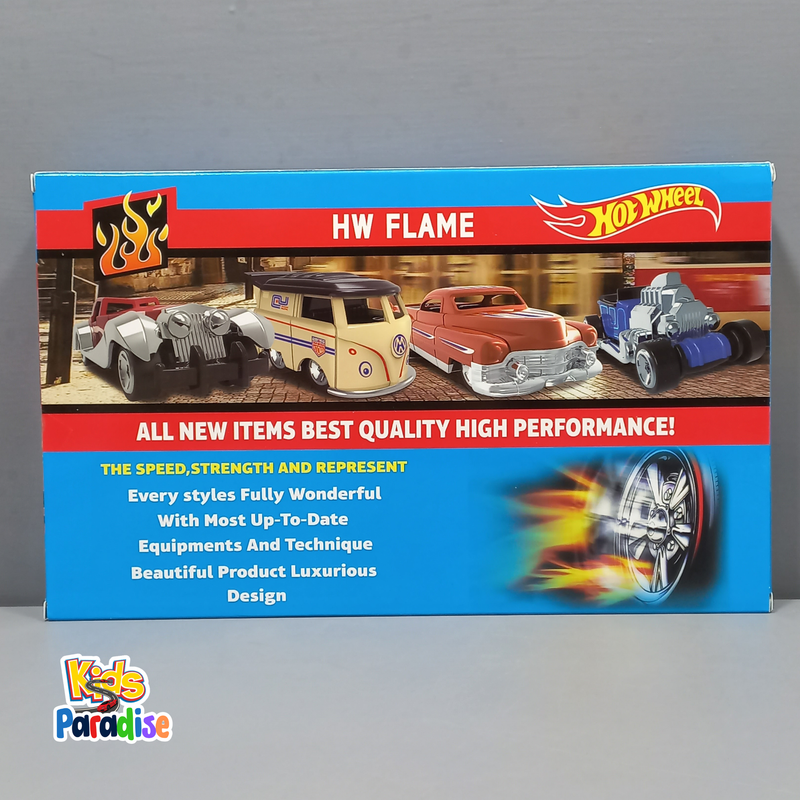 HW FLAME
HOT WHEEL
ALL NEW ITEMS BEST QUALITY HIGH PERFORMANCE!
THE SPEED,STRENGTH AND REPRESENT
Every styles Fully Wonderful
With Most Up-To-Date
Equipments And Technique
Beautiful Product Luxurious
Design
Kids
Paradise